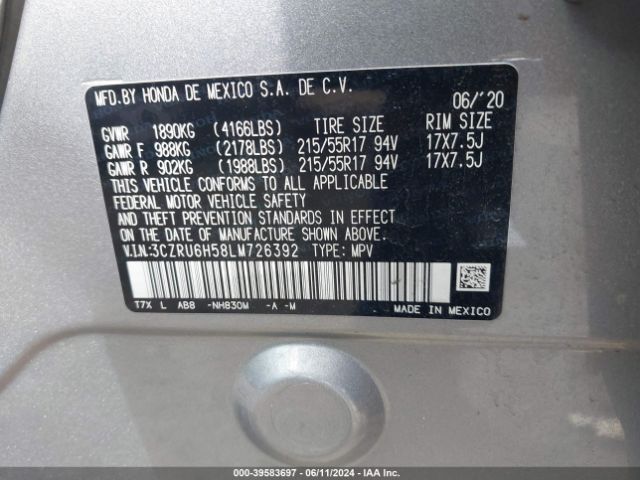 MFD. BY HONDA DE MEXICO S.A. DE C.V.
06/'20
GVWR 1890KG (4166LBS) TIRE SIZE RIM SIZE
GAWR F 988KG (2178LBS) 215/55R17 94V 17X7.5J
GAWR R 902KG (1988LBS) 215/55R17 94V 17X7.5J
THIS VEHICLE CONFORMS TO ALL APPLICABLE
FEDERAL MOTOR VEHICLE SAFETY
AND THEFT PREVENTION STANDARDS IN EFFECT
ON THE DATE OF MANUFACTURE SHOWN ABOVE.
V.I.N.:3CZRU6H58LM726392 TYPE: MPV
T7X L AB8 -NH830M -A -M
MADE IN MEXICO
000-39583697 - 06/11/2024 - IAA Inc.